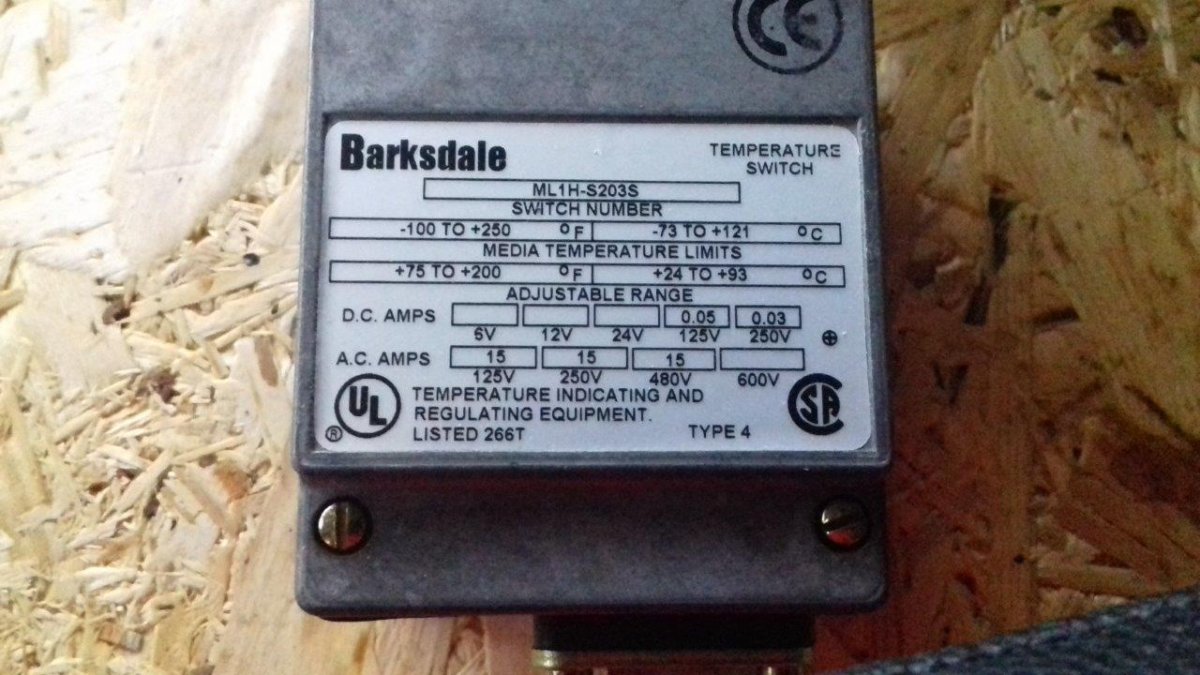 CE
Barksdale
TEMPERATURE
SWITCH
ML1H-S203S
SWITCH NUMBER
-100 TO +250 °F -73 TO +121 °C
MEDIA TEMPERATURE LIMITS
+75 TO +200 °F +24 TO +93 °C
ADJUSTABLE RANGE
D.C. AMPS 0.05 0.03
6V 12V 24V 125V 250V
A.C. AMPS 15 15 15
125V 250V 480V 600V
UL ®
TEMPERATURE INDICATING AND
REGULATING EQUIPMENT.
LISTED 266T TYPE 4
SA